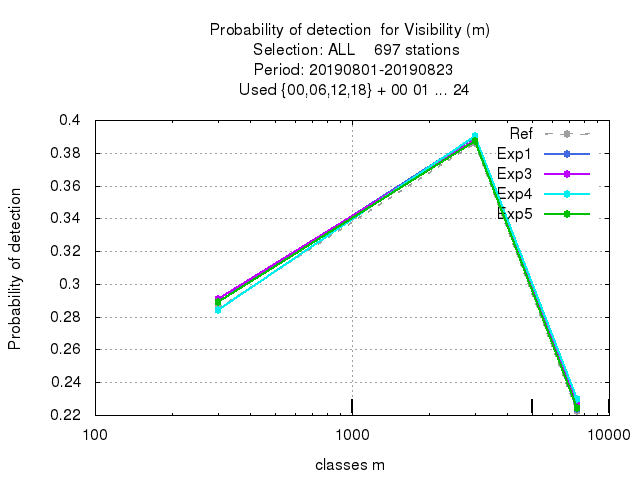 Probability of detection  for Visibility (m)
Selection: ALL    697 stations
Period: 20190801-20190823
Used {00,06,12,18} + 00 01 ... 24
Probability of detection
0.4
0.38
0.36
0.34
0.32
0.3
0.28
0.26
0.24
0.22
Ref
Exp1
Exp3
Exp4
Exp5
100
1000
10000
classes m